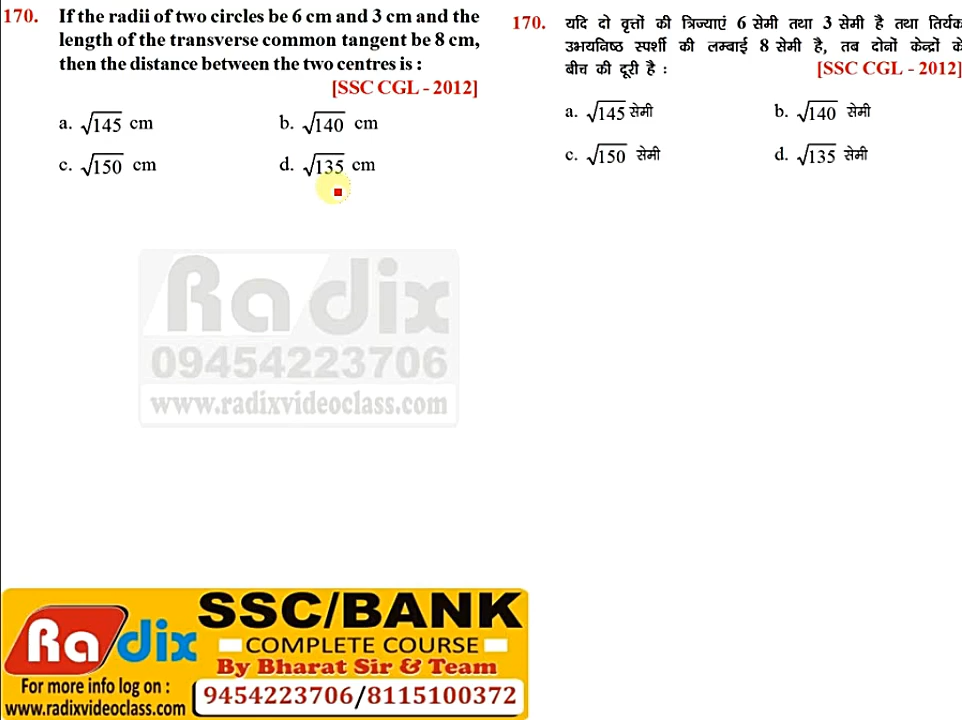 170. If the radii of two circles be 6 cm and 3 cm and the
length of the transverse common tangent be 8 cm,
then the distance between the two centres is :
[SSC CGL - 2012]
a. √145 cm b. √140 cm
c. √150 cm d. √135 cm
170. यदि दो वृत्तों की त्रिज्याएं 6 सेमी तथा 3 सेमी है तथा तिर्यक
उभयनिष्ठ स्पर्शी की लम्बाई 8 सेमी है, तब दोनों केन्द्रों के
बीच की दूरी है :
[SSC CGL - 2012]
a. √145 सेमी b. √140 सेमी
c. √150 सेमी d. √135 सेमी
Radix
09454223706
www.radixvideoclass.com
Radix
SSC/BANK
COMPLETE COURSE
By Bharat Sir & Team
For more info log on :
www.radixvideoclass.com
9454223706/8115100372